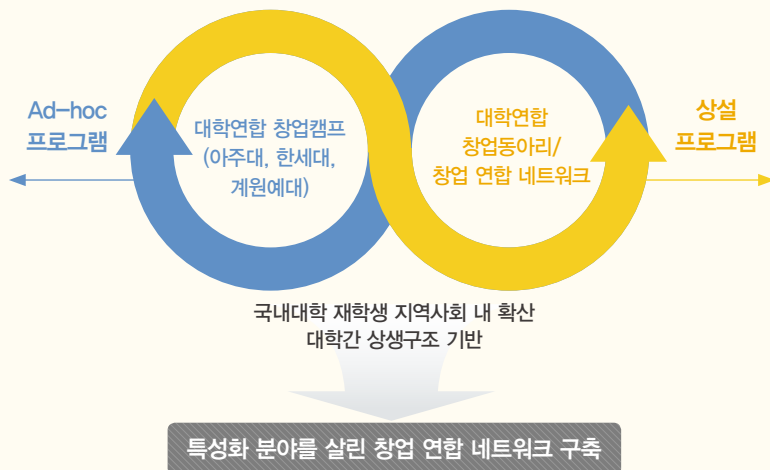 Ad-hoc
프로그램
대학연합 창업캠프
(아주대, 한세대,
계원예대)
대학연합
창업동아리/
창업 연합 네트워크
상설
프로그램
국내대학 재학생 지역사회 내 확산
대학간 상생구조 기반
특성화 분야를 살린 창업 연합 네트워크 구축